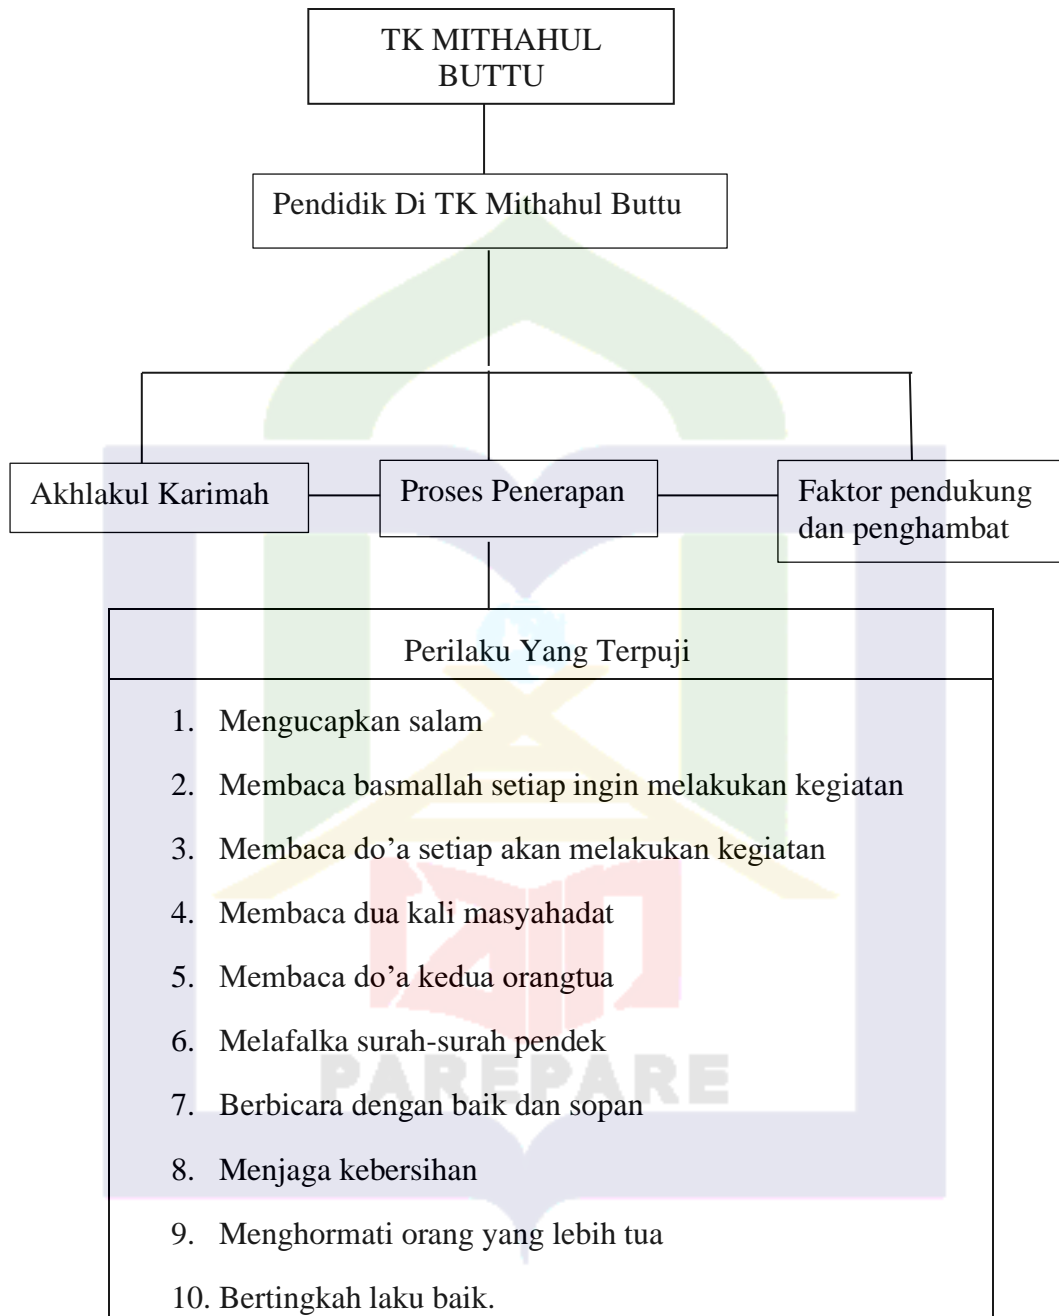 TK MITHAHUL
BUTTU
Pendidik Di TK Mithahul Buttu
Akhlakul Karimah
Proses Penerapan
Faktor pendukung
dan penghambat
Perilaku Yang Terpuji
1. Mengucapkan salam
2. Membaca basmallah setiap ingin melakukan kegiatan
3. Membaca do’a setiap akan melakukan kegiatan
4. Membaca dua kali masyahadat
5. Membaca do’a kedua orangtua
6. Melafalka surah-surah pendek
PAREPARE
7. Berbicara dengan baik dan sopan
8. Menjaga kebersihan
9. Menghormati orang yang lebih tua
10. Bertingkah laku baik.